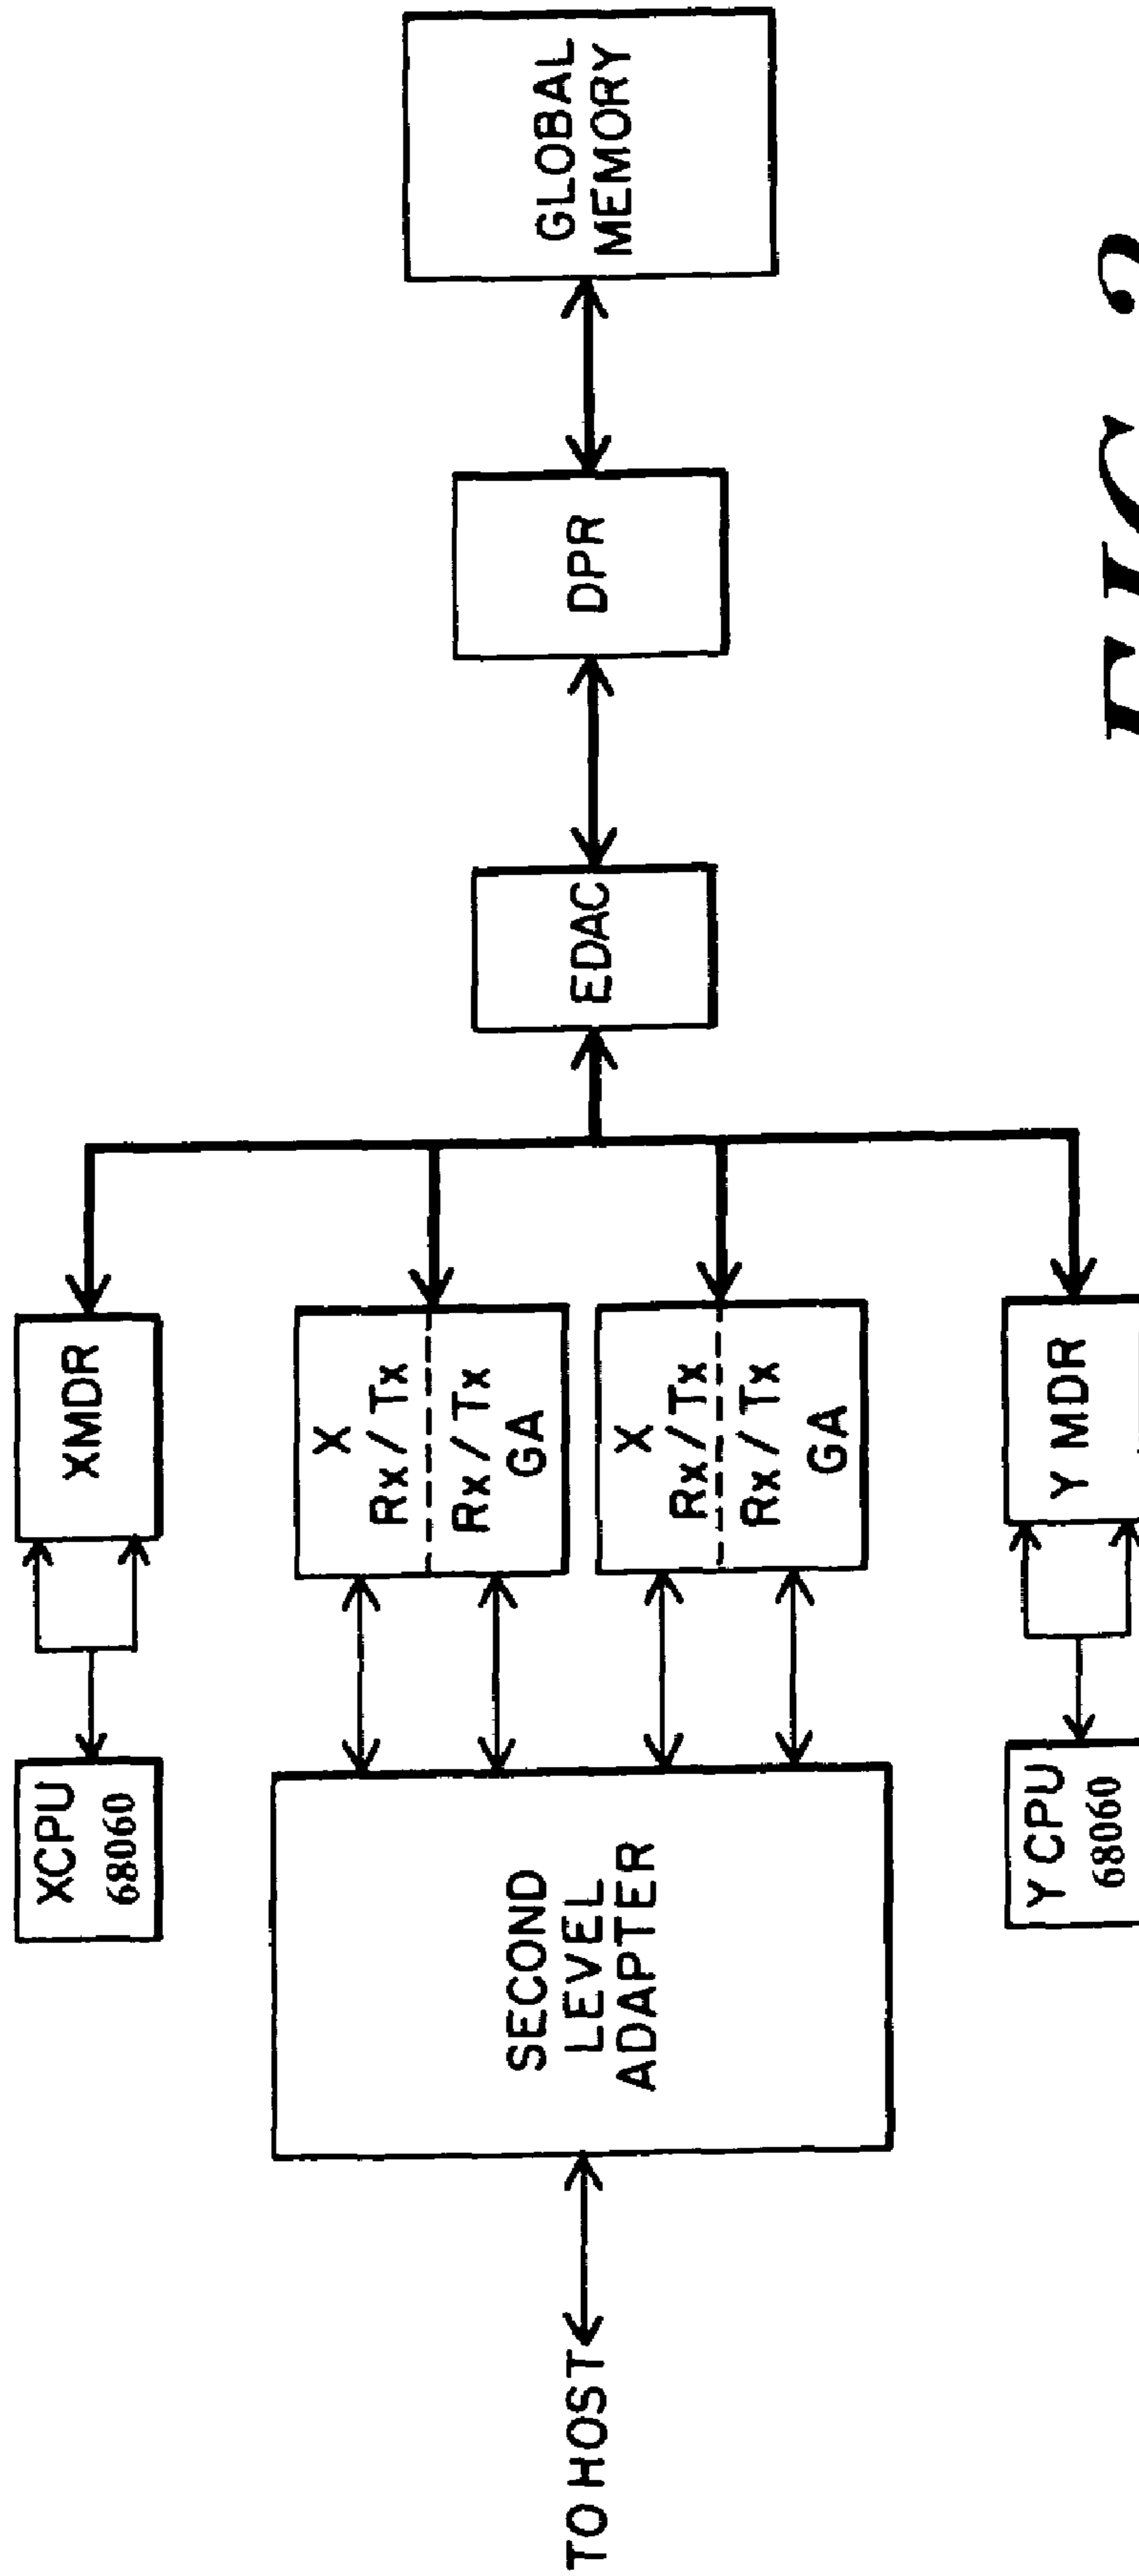 XCPU
68060
XMDR
TO HOST
SECOND
LEVEL
ADAPTER
X
Rx/Tx
Rx/Tx
GA
X
Rx/Tx
Rx/Tx
GA
EDAC
DPR
GLOBAL
MEMORY
Y CPU
68060
Y MDR